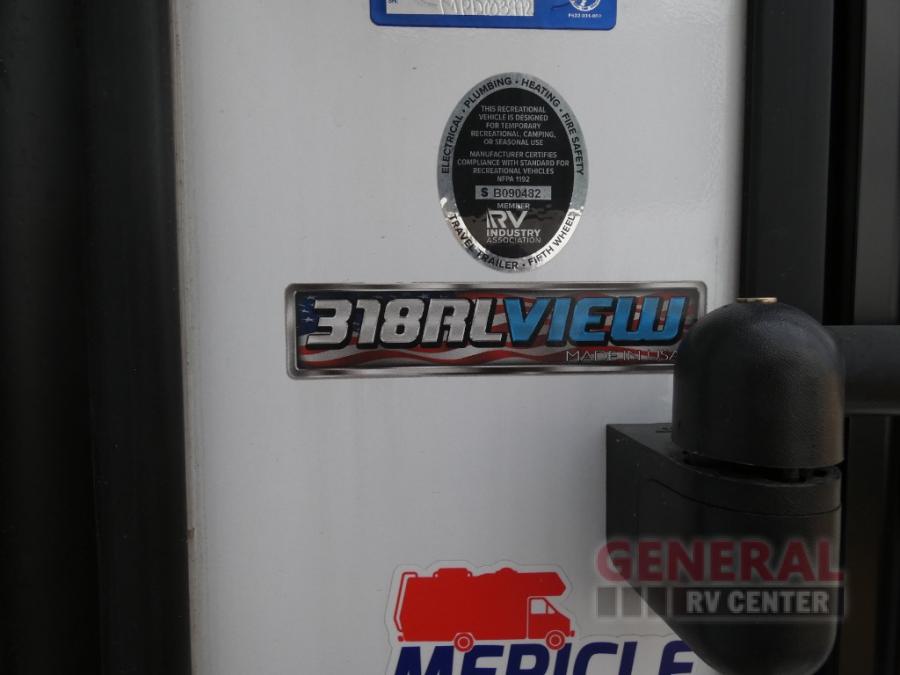 ELECTRICAL • PLUMBING • HEATING • FIRE SAFETY
THIS RECREATIONAL
VEHICLE IS DESIGNED
FOR TEMPORARY
RECREATIONAL, CAMPING,
OR SEASONAL USE
MANUFACTURER CERTIFIES
COMPLIANCE WITH STANDARD FOR
RECREATIONAL VEHICLES
NFPA 1192
$ B090482
MEMBER
RV
INDUSTRY
ASSOCIATION
TRAVEL TRAILER • FIFTH WHEEL
318RLVIEW
MADE IN USA
GENERAL
RV CENTER
MERICLE